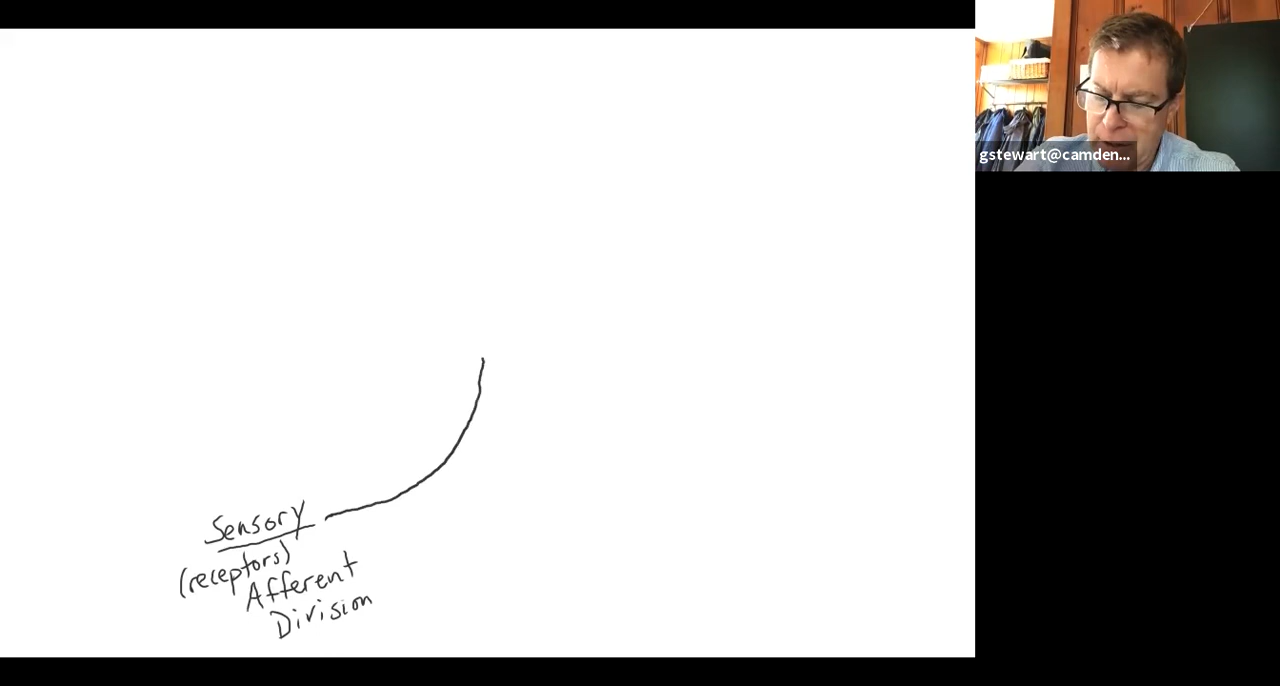 gstewart@camden...
Sensory
(receptors)
Afferent
Division